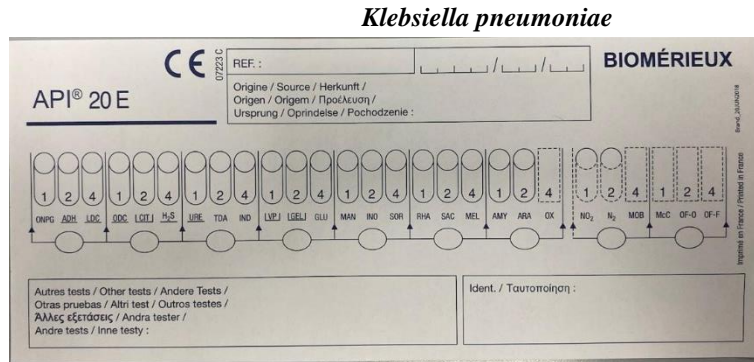 Klebsiella pneumoniae
CE
07223 C
REF. :
BIOMÉRIEUX
API® 20 E
Origine / Source / Herkunft /
Origen / Origem / Προέλευση /
Ursprung / Oprindelse / Pochodzenie :
1 2 4 1 2 4 1 2 4 1 2 4 1 2 4 1 2 4 1 2 4 1 2 4 1 2 4
ONPG ADH LDC ODC |CIT| H₂S URE TDA IND |VP| |GEL| GLU MAN INO SOR RHA SAC MEL AMY ARA OX NO₂ N₂ MOB McC OF-O OF-F
Imprimé en France / Printed in France
Autres tests / Other tests / Andere Tests /
Otras pruebas / Altri test / Outros testes /
Άλλες εξετάσεις / Andra tester /
Andre tests / Inne testy :
Ident. / Ταυτοποίηση :